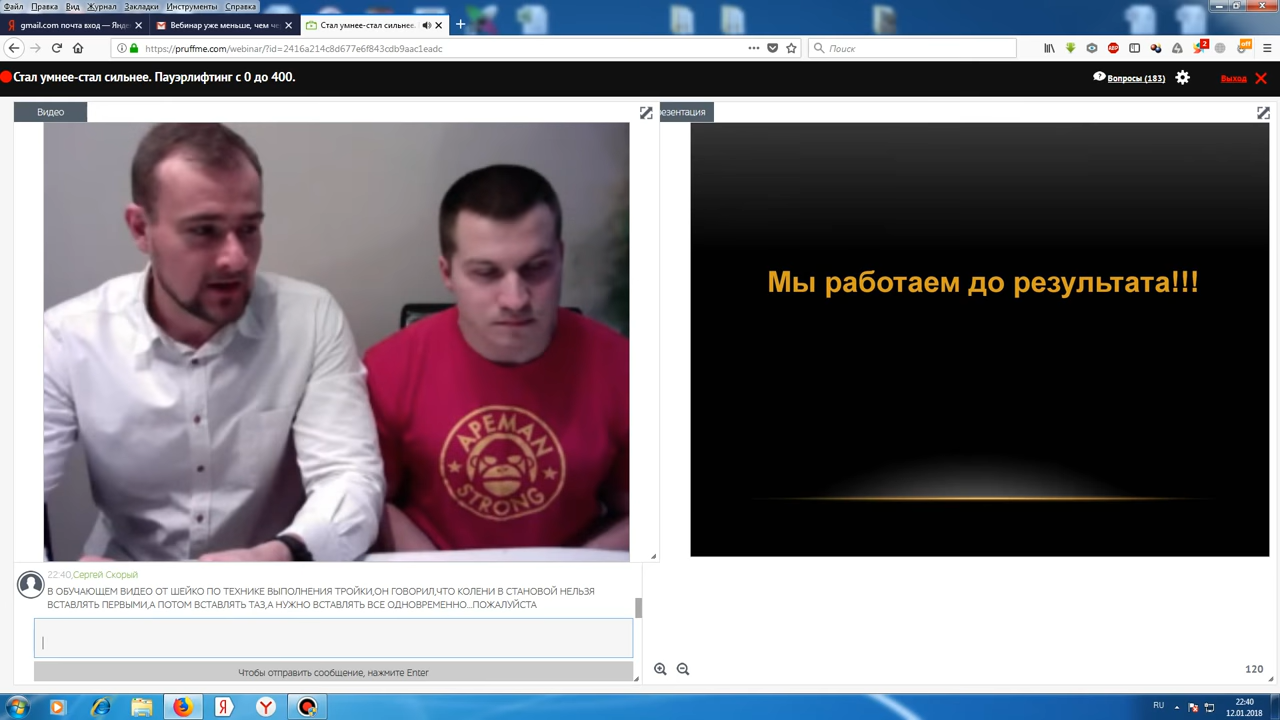 Файл Правка Вид Журнал Закладки Инструменты Справка
gmail.com почта вход — Янде
Вебинар уже меньше, чем че
Стал умнее-стал сильнее.
https://pruffme.com/webinar/?id=2416a214c8d677e6f843cdb9aac1eadc
Поиск
ABP
2
off
Стал умнее-стал сильнее. Пауэрлифтинг с 0 до 400.
Вопросы (183)
Выход
Видео
езентация
Мы работаем до результата!!!
APEMAN
STRONG
22:40,Сергей Скорый
В ОБУЧАЮЩЕМ ВИДЕО ОТ ШЕЙКО ПО ТЕХНИКЕ ВЫПОЛНЕНИЯ ТРОЙКИ,ОН ГОВОРИЛ,ЧТО КОЛЕНИ В СТАНОВОЙ НЕЛЬЗЯ
ВСТАВЛЯТЬ ПЕРВЫМИ,А ПОТОМ ВСТАВЛЯТЬ ТАЗ,А НУЖНО ВСТАВЛЯТЬ ВСЕ ОДНОВРЕМЕННО...ПОЖАЛУЙСТА
Чтобы отправить сообщение, нажмите Enter
120
RU
22:40
12.01.2018